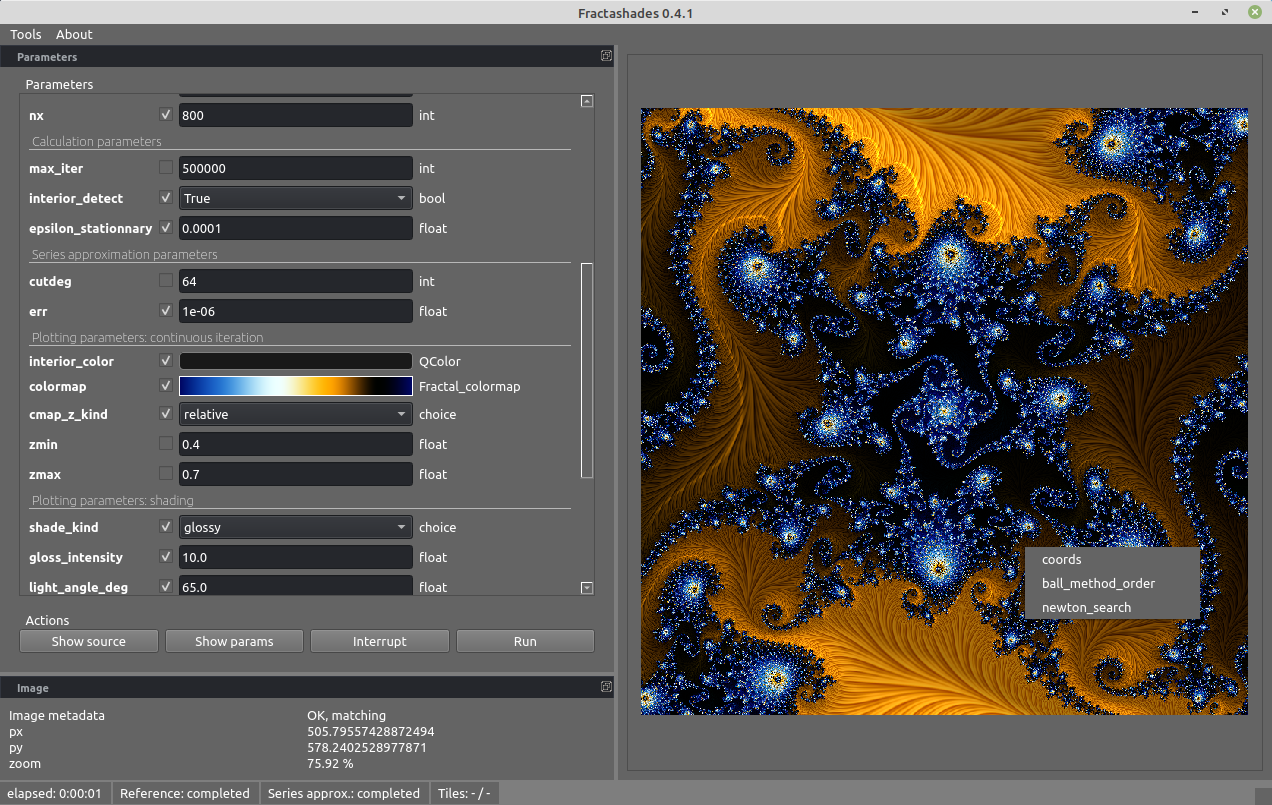 Fractashades 0.4.1
Tools About
Parameters
Parameters
nx 800 int
Calculation parameters
max_iter 500000 int
interior_detect True bool
epsilon_stationnary 0.0001 float
Series approximation parameters
cutdeg 64 int
err 1e-06 float
Plotting parameters: continuous iteration
interior_color QColor
colormap Fractal_colormap
cmap_z_kind relative choice
zmin 0.4 float
zmax 0.7 float
Plotting parameters: shading
shade_kind glossy choice
gloss_intensity 10.0 float
light_angle_deg 65.0 float
Actions
Show source Show params Interrupt Run
coords
ball_method_order
newton_search
Image
Image metadata OK, matching
px 505.79557428872494
py 578.2402528977871
zoom 75.92 %
elapsed: 0:00:01 Reference: completed Series approx.: completed Tiles: - / -